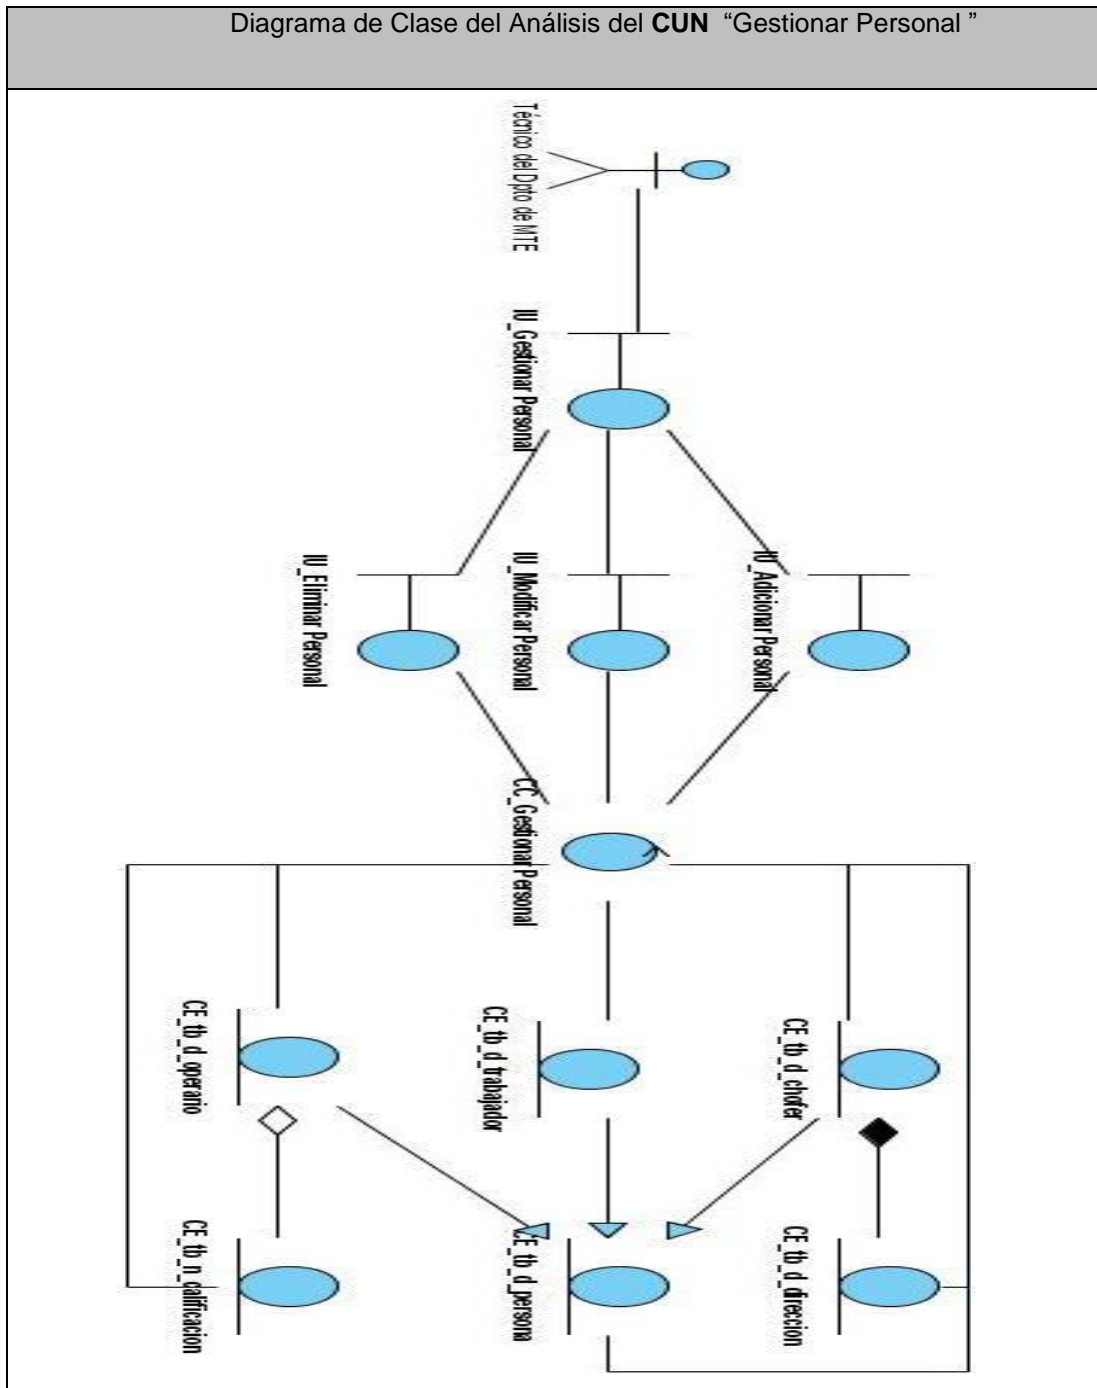 Diagrama de Clase del Análisis del CUN “Gestionar Personal ”
Técnico del Dpto de MTE
IU_Gestionar Personal
IU_Adicionar Personal
IU_Modificar Personal
IU_Eliminar Personal
CC_Gestionar Personal
CE_tb_d_chofer
CE_tb_d_trabajador
CE_tb_d_operario
CE_tb_d_direccion
CE_tb_d_persona
CE_tb_n_calificacion